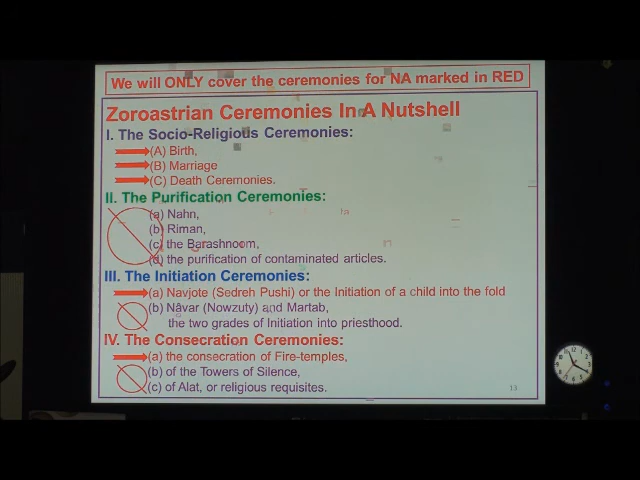 We will ONLY cover the ceremonies for NA marked in RED
Zoroastrian Ceremonies In A Nutshell
I. The Socio-Religious Ceremonies:
(A) Birth,
(B) Marriage
(C) Death Ceremonies.
II. The Purification Ceremonies:
(a) Nahn,
(b) Riman,
(c) the Barashnoom,
(d) the purification of contaminated articles.
III. The Initiation Ceremonies:
(a) Navjote (Sedreh Pushi) or the Initiation of a child into the fold
(b) Nâvar (Nowzuty) and Martab,
the two grades of Initiation into priesthood.
IV. The Consecration Ceremonies:
(a) the consecration of Fire-temples,
(b) of the Towers of Silence,
(c) of Alat, or religious requisites.
13